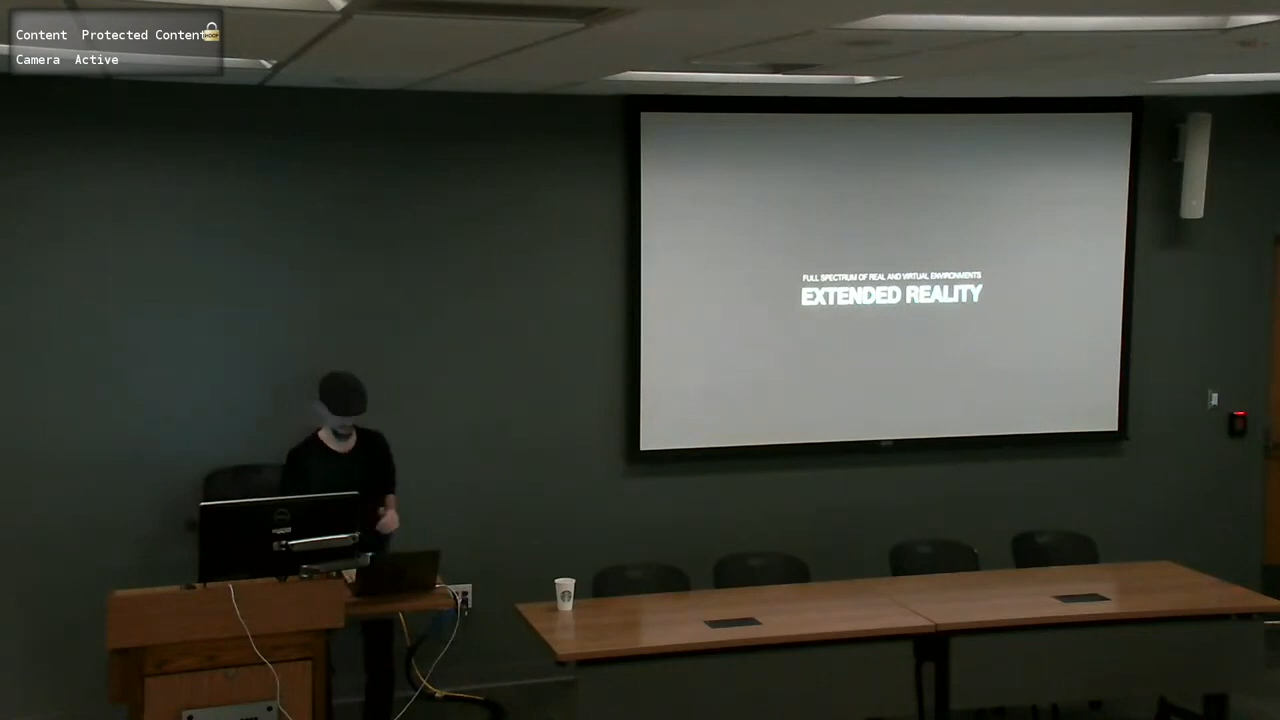 Content Protected Content
Camera Active
FULL SPECTRUM OF REAL AND VIRTUAL ENVIRONMENTS
EXTENDED REALITY